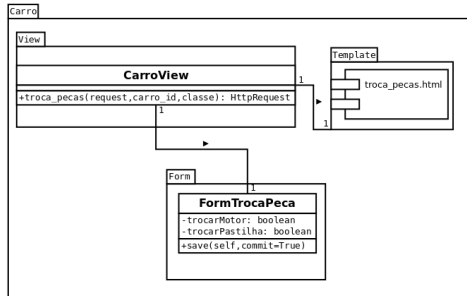 Carro
View
CarroView
+troca_pecas(request,carro_id,classe): HttpRequest
1
1
Template
troca_pecas.html
1
Form
1
FormTrocaPeca
-trocarMotor: boolean
-trocarPastilha: boolean
+save(self,commit=True)